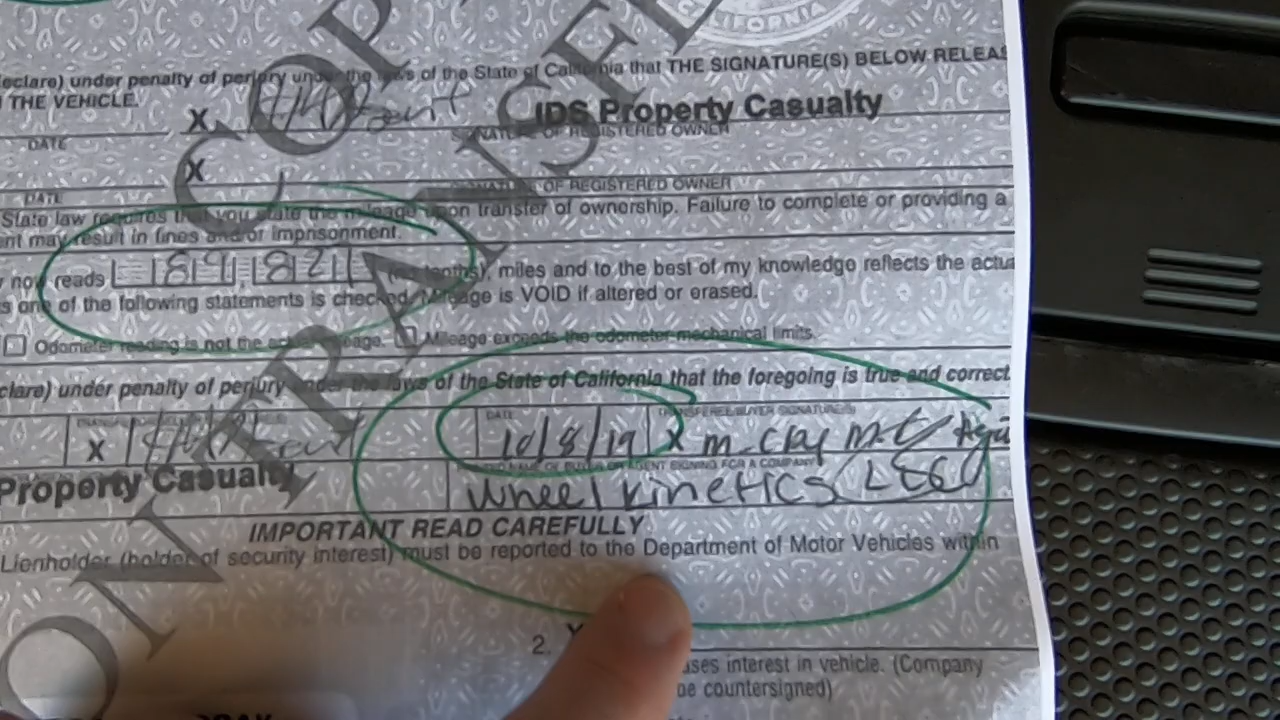 CALIFORNIA
eclare) under penalty of perjury under the laws of the State of California that THE SIGNATURE(S) BELOW RELEAS
THE VEHICLE.
X
IDS Property Casualty
DATE
SIGNATURE OF REGISTERED OWNER
X
DATE
SIGNATURE OF REGISTERED OWNER
State law requires that you state the mileage upon transfer of ownership. Failure to complete or providing a
ent may result in fines and/or imprisonment.
now reads 189,821 (no tenths), miles and to the best of my knowledge reflects the actua
s one of the following statements is checked. Mileage is VOID if altered or erased.
Odometer reading is not the actual mileage. Mileage exceeds the odometer mechanical limits.
clare) under penalty of perjury under the laws of the State of California that the foregoing is true and correct
DATE
TRANSFEREE/BUYER SIGNATURE(S)
X
10/8/19 X m. Clay
PRINTED NAME OF BUYER OR AGENT SIGNING FOR A COMPANY
Property Casualty
Wheel Kinetics
IMPORTANT READ CAREFULLY
Lienholder (holder of security interest) must be reported to the Department of Motor Vehicles within
2.
ses interest in vehicle. (Company
be countersigned)
COPY